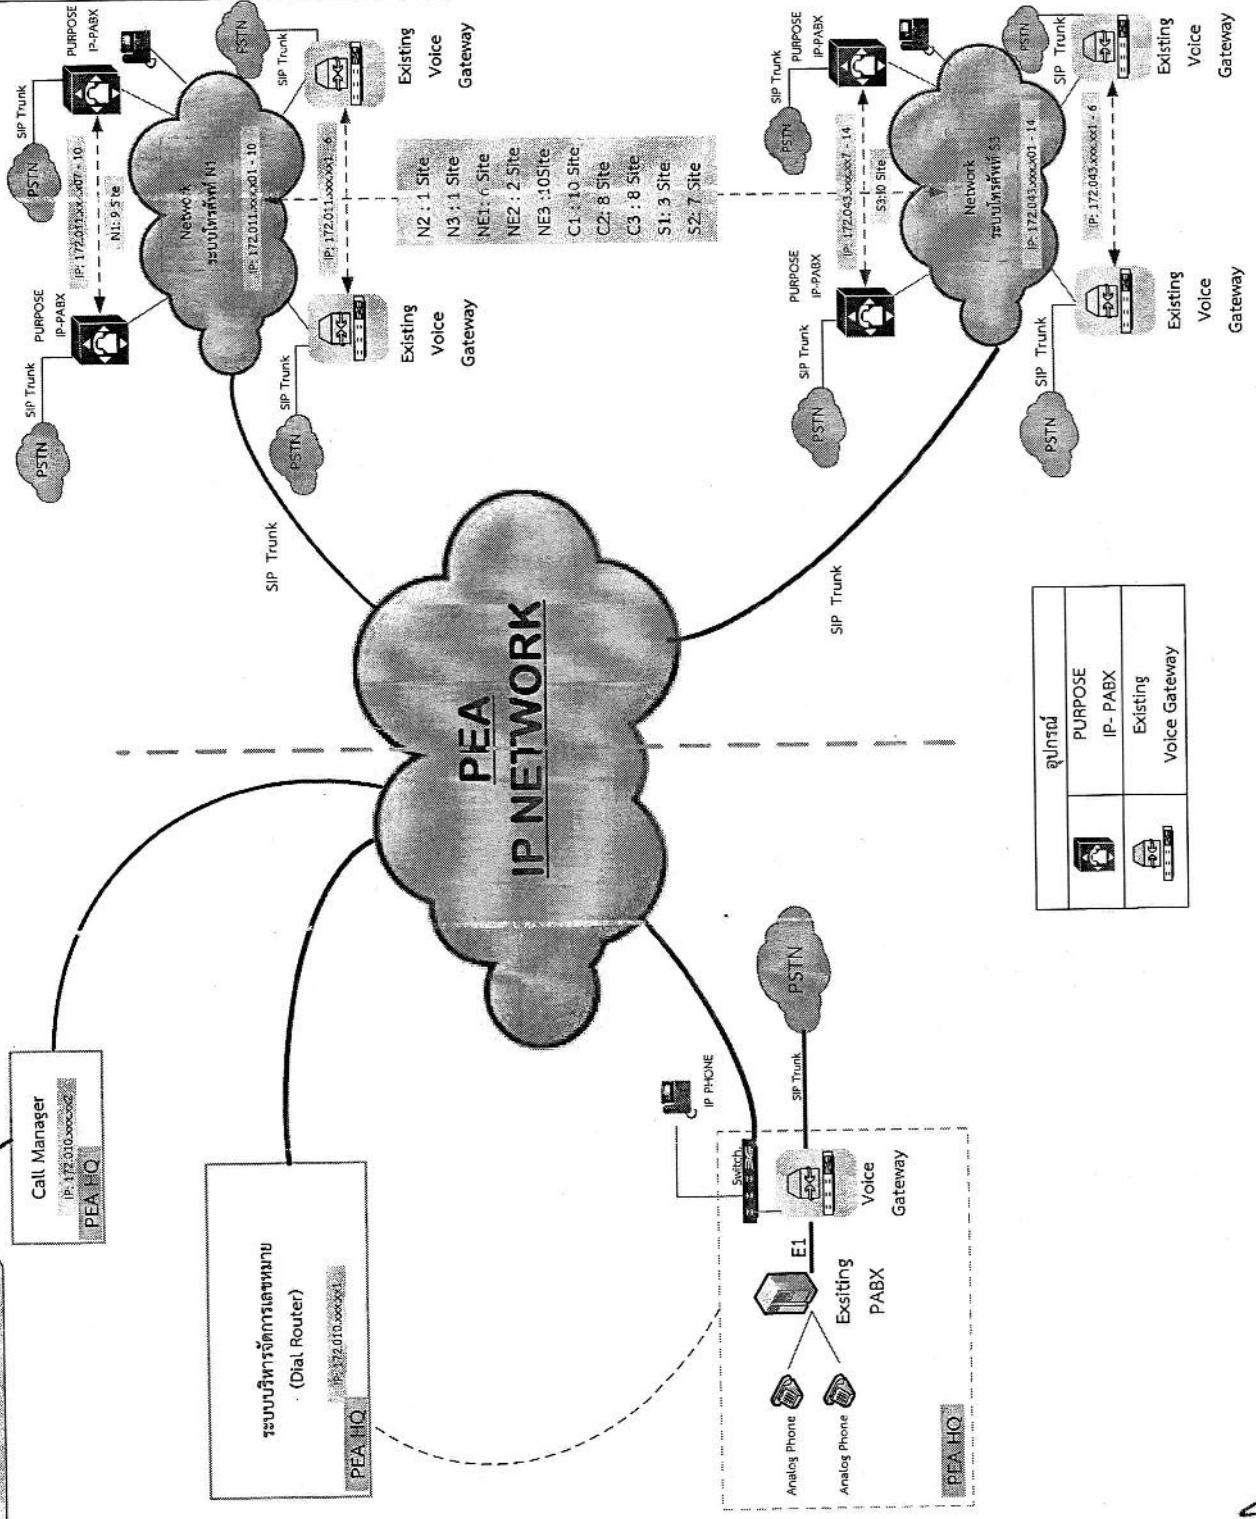 Call Manager
IP: 172.010.xxx.xx2
PEA HQ
ระบบบริหารจัดการเลขหมาย
(Dial Router)
IP: 172.010.xxx.xx1
PEA HQ
PEA
IP NETWORK
SIP Trunk
SIP Trunk
IP PHONE
Switch
E1
Voice
Gateway
SIP Trunk
PSTN
Exsiting
PABX
Analog Phone
Analog Phone
PEA HQ
PSTN
SIP Trunk
PURPOSE
IP-PABX
PSTN
SIP Trunk
PURPOSE
IP-PABX
N1: 9 Site
Network
ระบบโทรศัพท์ N1
IP: 172.011.xxx.x01 - 10
IP: 172.011.xxx.xx1 - 6
PSTN
SIP Trunk
Existing
Voice
Gateway
PSTN
SIP Trunk
Existing
Voice
Gateway
N2 : 1 Site
N3 : 1 Site
NE1: 6 Site
NE2 : 2 Site
NE3 :10Site
C1 : 10 Site
C2: 8 Site
C3 : 8 Site
S1: 3 Site
S2: 7 Site
PSTN
SIP Trunk
PURPOSE
IP-PABX
PSTN
SIP Trunk
PURPOSE
IP-PABX
IP: 172.043.xxx.xx7 - 14
Network
ระบบโทรศัพท์ S3
IP: 172.043.xxx.x01 - 14
IP: 172.043.xxx.xx1 - 6
PSTN
SIP Trunk
Existing
Voice
Gateway
PSTN
SIP Trunk
Existing
Voice
Gateway
อุปกรณ์
PURPOSE
IP- PABX
Existing
Voice Gateway